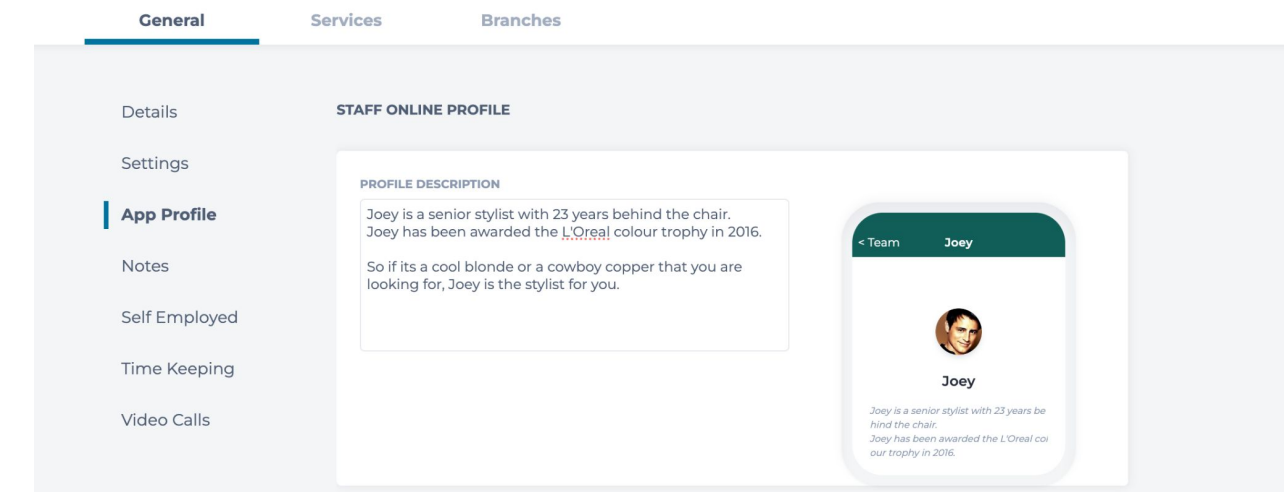 General Services Branches
Details
Settings
App Profile
Notes
Self Employed
Time Keeping
Video Calls
STAFF ONLINE PROFILE
PROFILE DESCRIPTION
Joey is a senior stylist with 23 years behind the chair.
Joey has been awarded the L'Oreal colour trophy in 2016.
So if its a cool blonde or a cowboy copper that you are
looking for, Joey is the stylist for you.
< Team Joey
Joey
Joey is a senior stylist with 23 years be
hind the chair.
Joey has been awarded the L'Oreal col
our trophy in 2016.